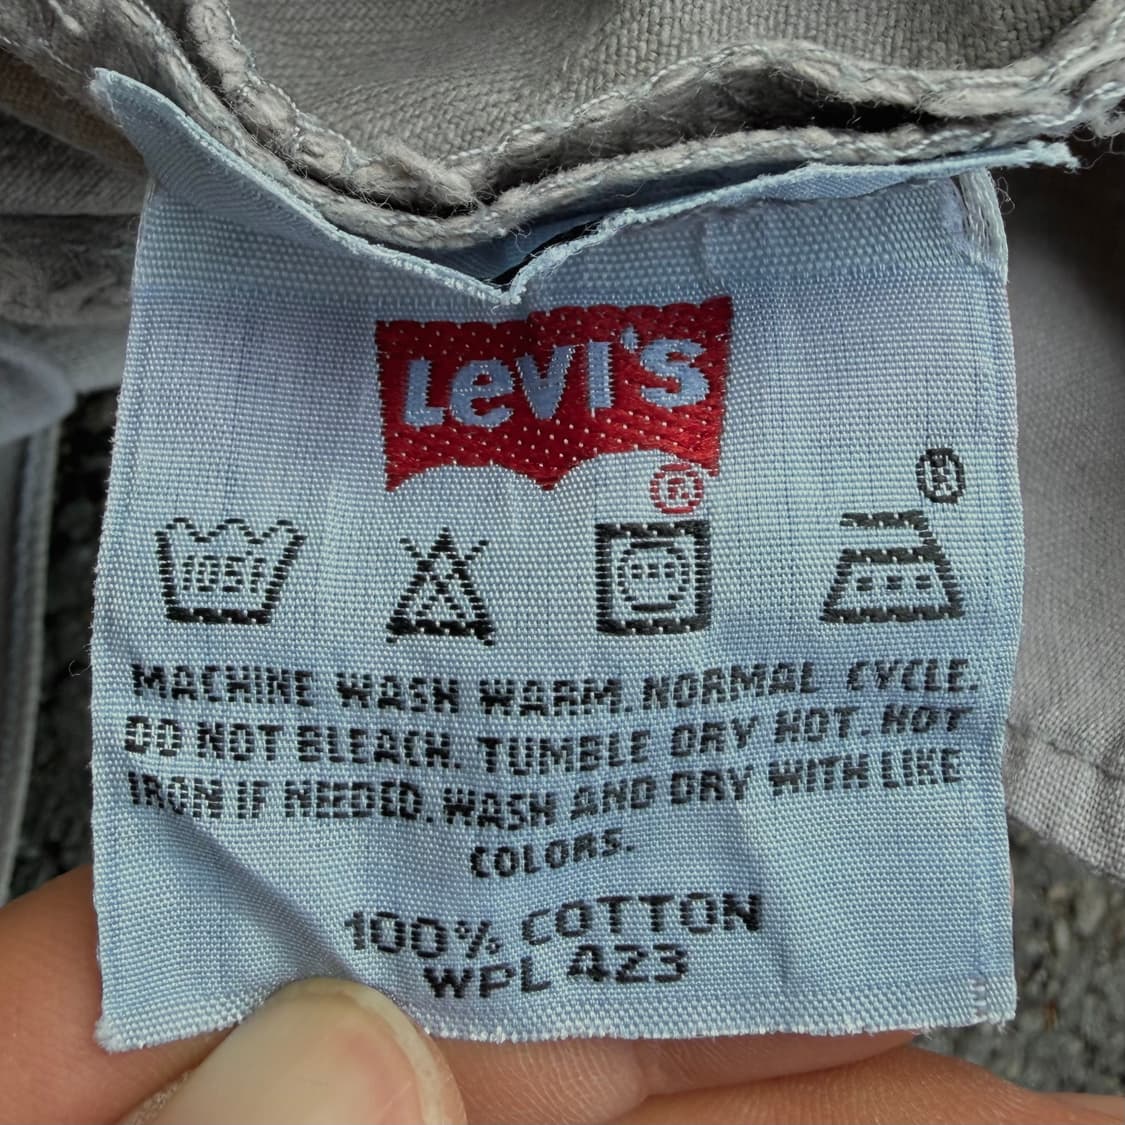 LEVI'S
®
®
105F
MACHINE WASH WARM. NORMAL CYCLE.
DO NOT BLEACH. TUMBLE DRY HOT. HOT
IRON IF NEEDED. WASH AND DRY WITH LIKE
COLORS.
100% COTTON
WPL 423